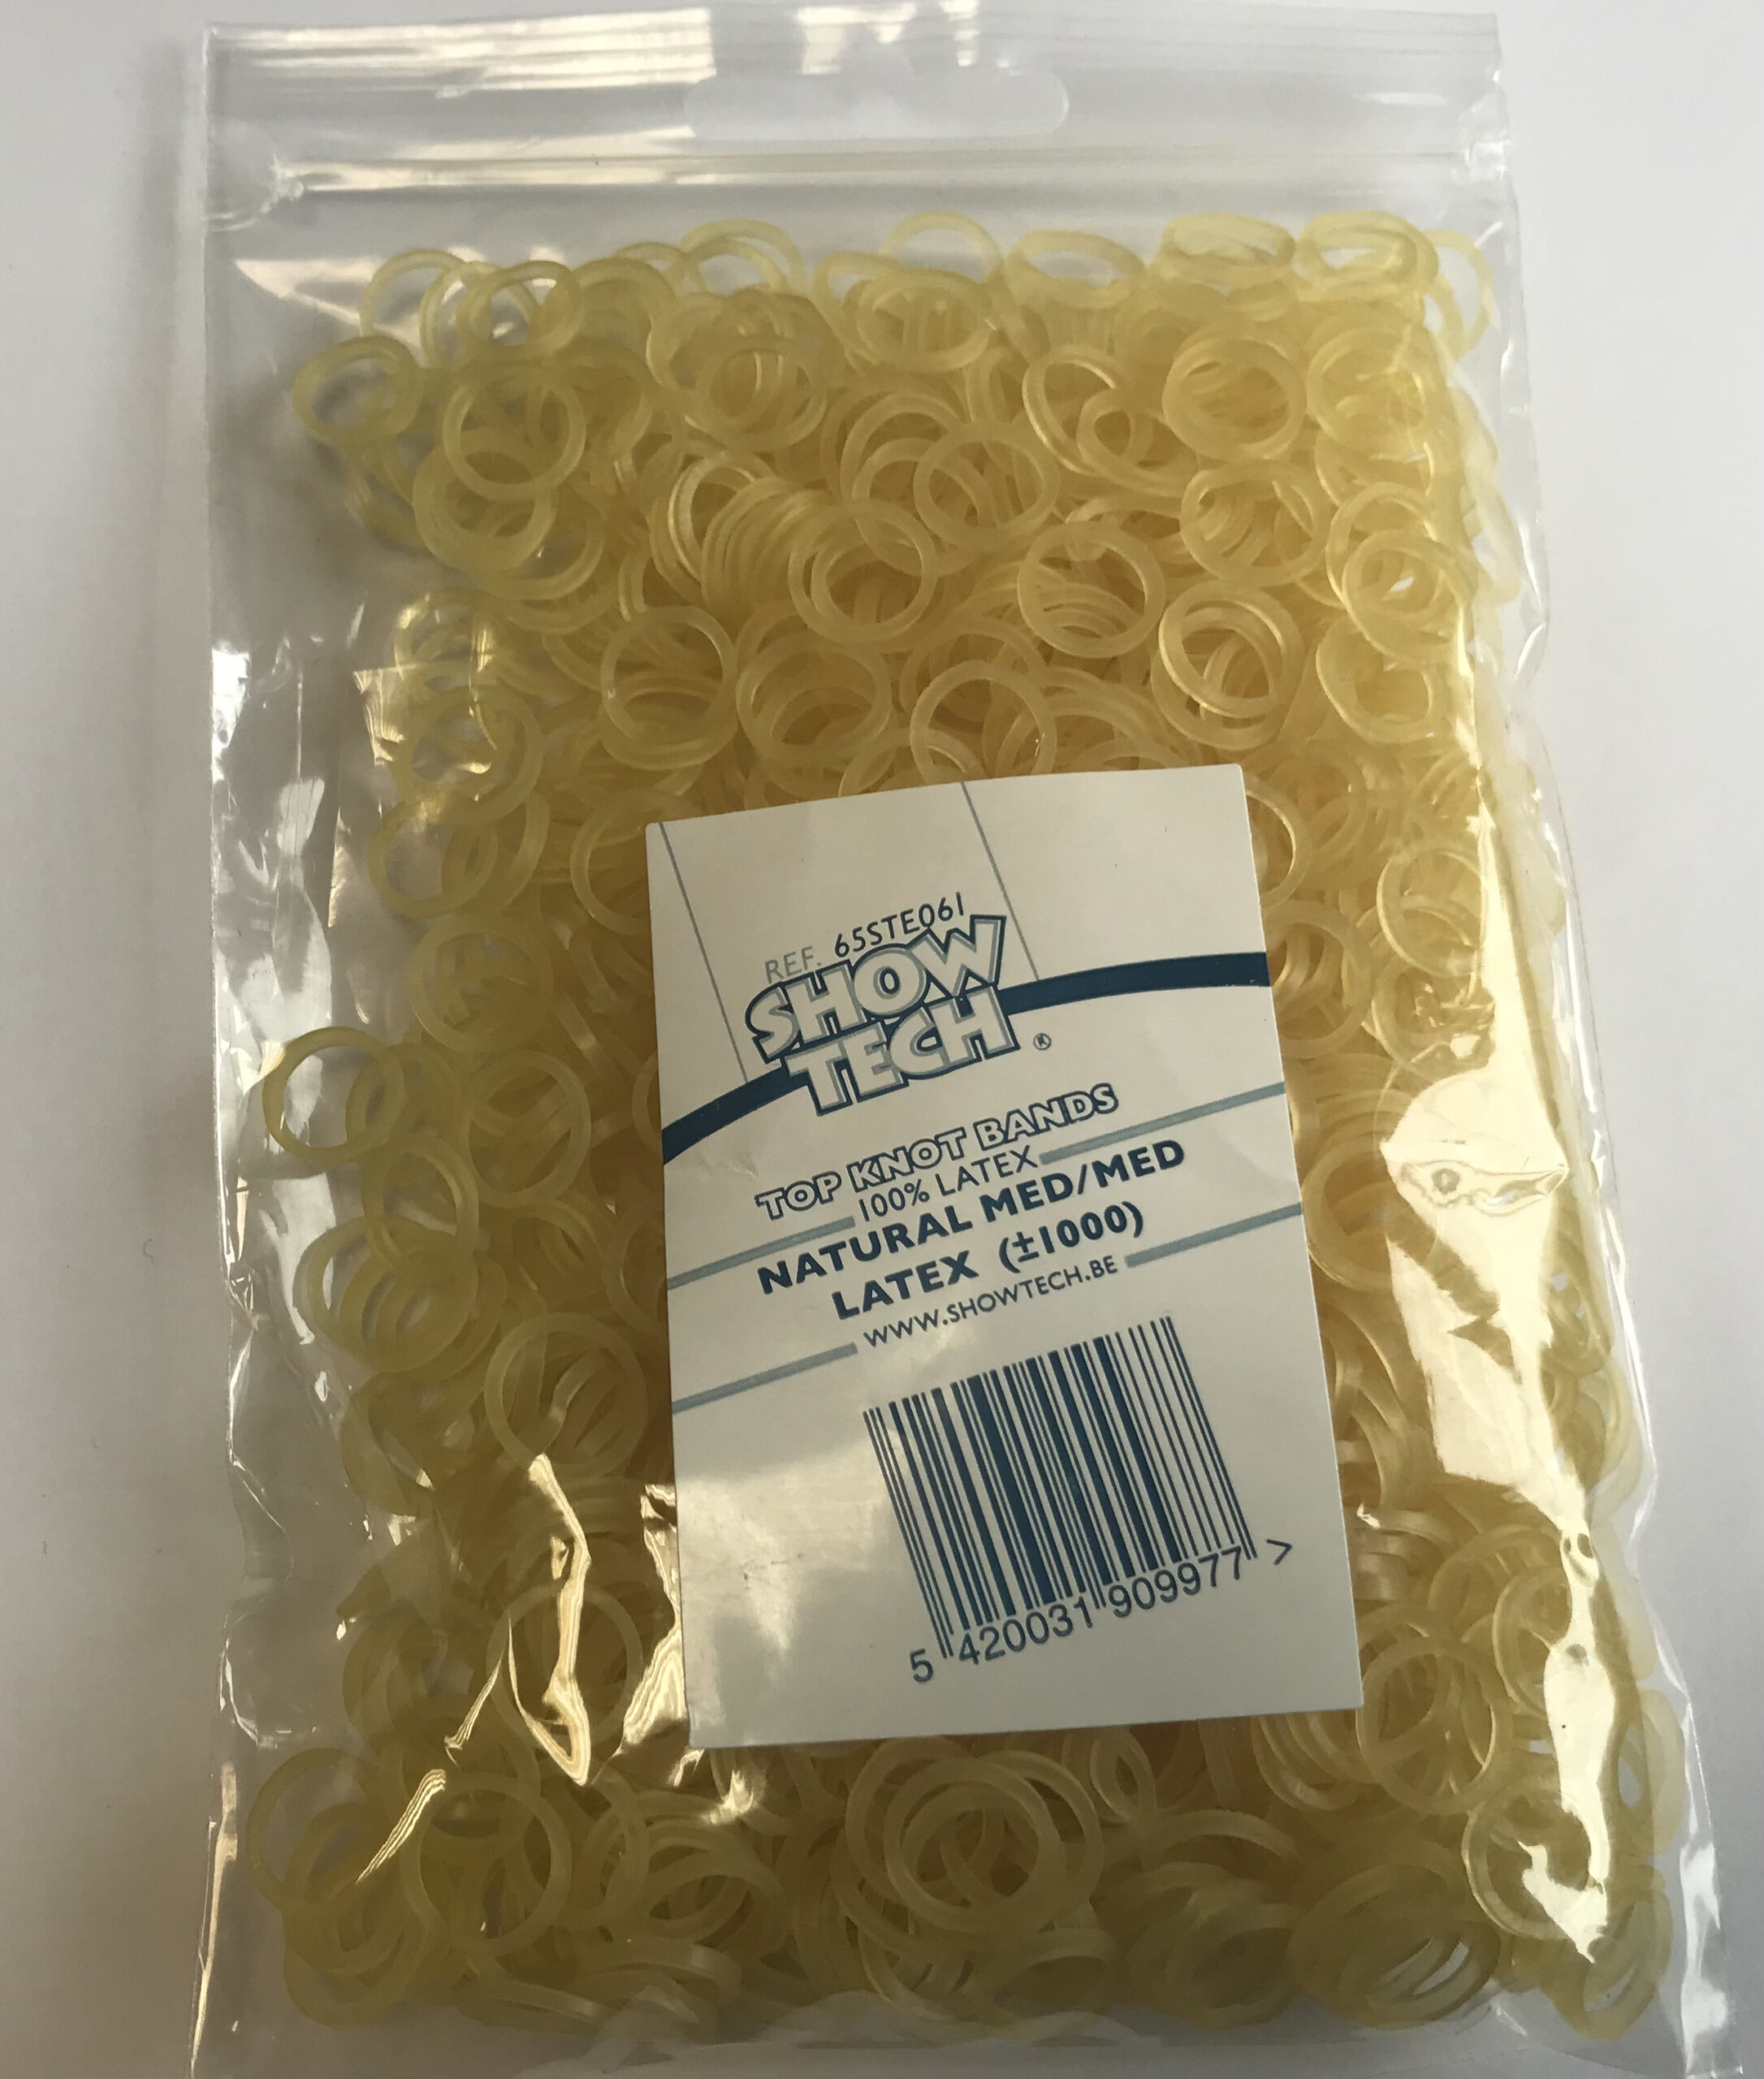 REF. 65STE061
SHOW
TECH ®
TOP KNOT BANDS
100% LATEX
NATURAL MED/MED
LATEX (±1000)
WWW.SHOWTECH.BE
5 420031 909977 >